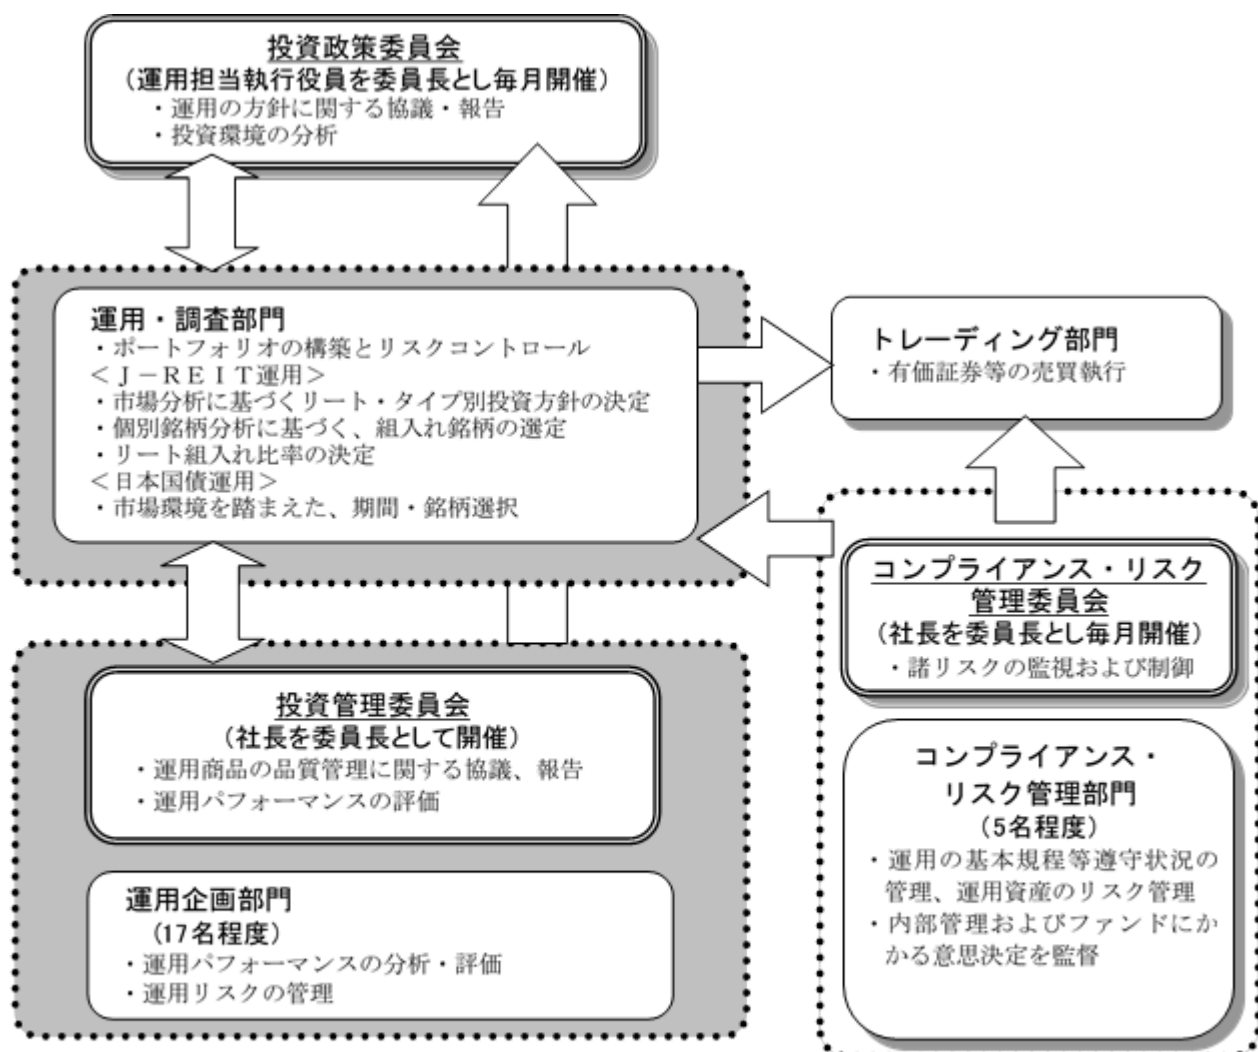 投資政策委員会
（運用担当執行役員を委員長とし毎月開催）
・運用の方針に関する協議・報告
・投資環境の分析
運用・調査部門
・ポートフォリオの構築とリスクコントロール
＜Ｊ－ＲＥＩＴ運用＞
・市場分析に基づくリート・タイプ別投資方針の決定
・個別銘柄分析に基づく、組入れ銘柄の選定
・リート組入れ比率の決定
＜日本国債運用＞
・市場環境を踏まえた、期間・銘柄選択
トレーディング部門
・有価証券等の売買執行
投資管理委員会
（社長を委員長として開催）
・運用商品の品質管理に関する協議、報告
・運用パフォーマンスの評価
運用企画部門
（17名程度）
・運用パフォーマンスの分析・評価
・運用リスクの管理
コンプライアンス・リスク
管理委員会
（社長を委員長とし毎月開催）
・諸リスクの監視および制御
コンプライアンス・
リスク管理部門
（5名程度）
・運用の基本規程等遵守状況の
管理、運用資産のリスク管理
・内部管理およびファンドにか
かる意思決定を監督